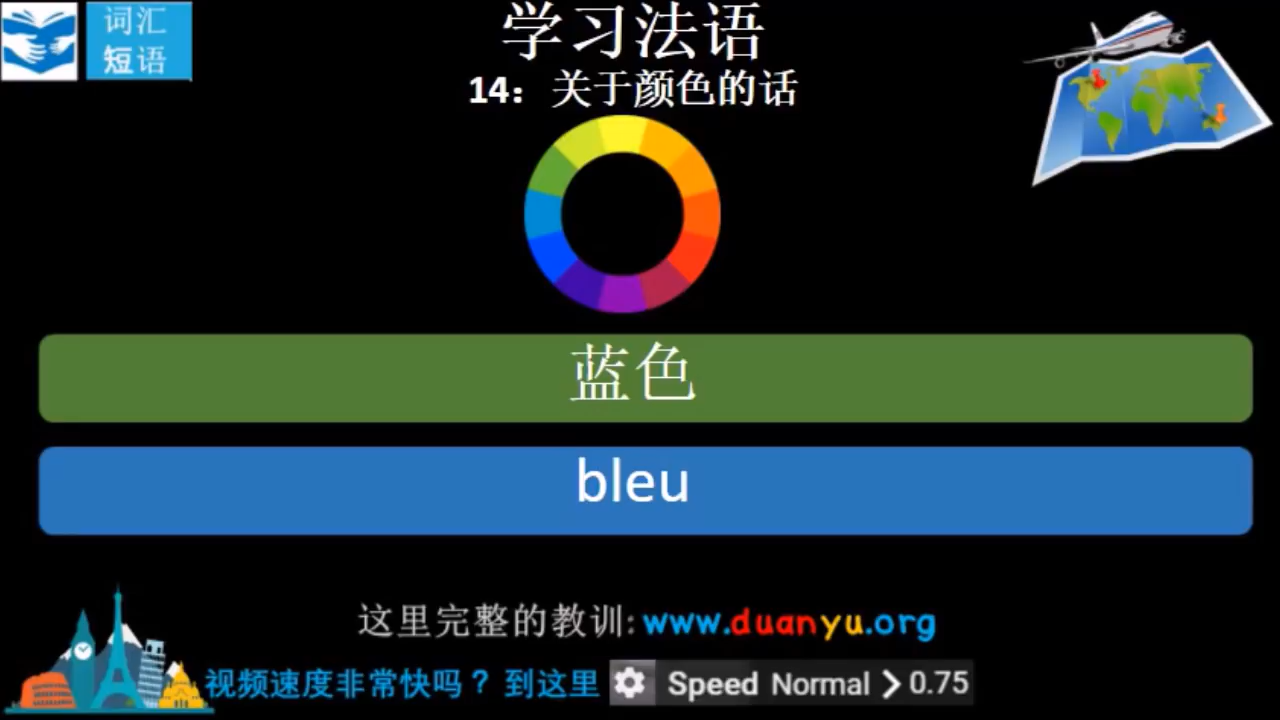 词汇
短语
学习法语
14：关于颜色的话
蓝色
bleu
这里完整的教训: www.duanyu.org
视频速度非常快吗？ 到这里 Speed Normal > 0.75